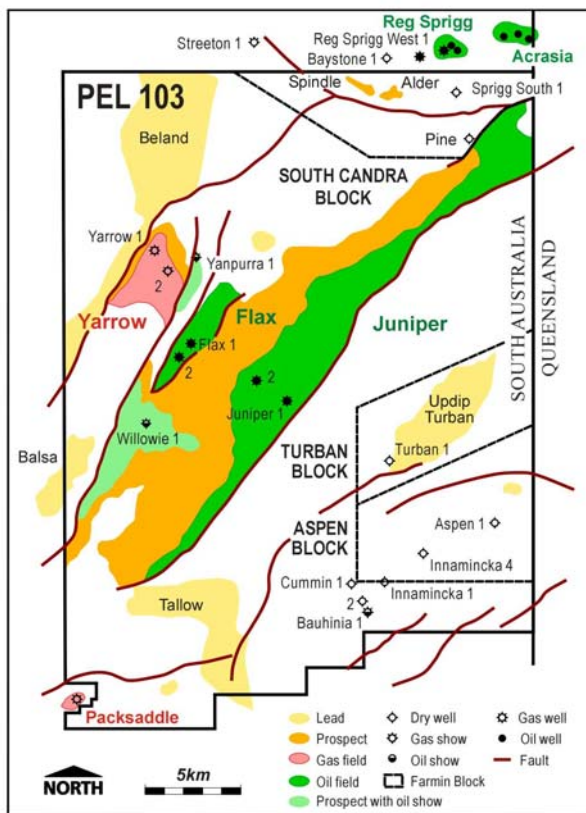 Reg Sprigg
Streeton 1
Reg Sprigg West 1
Baystone 1
Acrasia
PEL 103
Spindle
Alder
Sprigg South 1
Beland
Pine
SOUTH CANDRA
BLOCK
Yarrow 1
Yanpurra 1
2
Yarrow
Flax
Juniper
SOUTH AUSTRALIA
QUEENSLAND
Flax 1
2
2
Juniper 1
Updip
Turban
Willowie 1
Balsa
TURBAN
BLOCK
Turban 1
ASPEN
BLOCK
Aspen 1
Innamincka 4
Cummin 1
Innamincka 1
2
Bauhinia 1
Tallow
Packsaddle
Lead
Dry well
Gas well
Prospect
Gas show
Oil well
Gas field
Oil show
Fault
Oil field
Farmin Block
Prospect with oil show
NORTH
5km